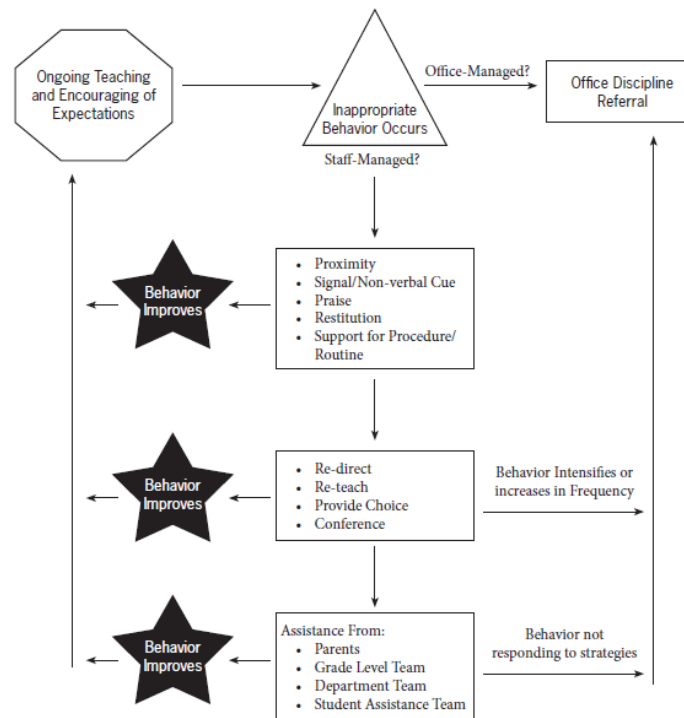 Ongoing Teaching
and Encouraging of
Expectations
Inappropriate
Behavior Occurs
Office-Managed?
Office Discipline
Referral
Staff-Managed?
• Proximity
• Signal/Non-verbal Cue
• Praise
• Restitution
• Support for Procedure/
Routine
Behavior
Improves
• Re-direct
• Re-teach
• Provide Choice
• Conference
Behavior
Improves
Behavior Intensifies or
increases in Frequency
Assistance From:
• Parents
• Grade Level Team
• Department Team
• Student Assistance Team
Behavior
Improves
Behavior not
responding to strategies